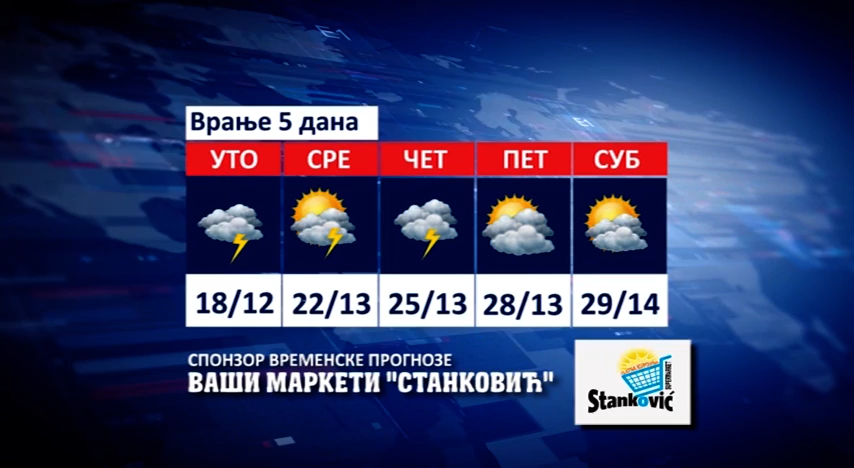 Врање 5 дана
УТО СРЕ ЧЕТ ПЕТ СУБ
18/12 22/13 25/13 28/13 29/14
СПОНЗОР ВРЕМЕНСКЕ ПРОГНОЗЕ
ВАШИ МАРКЕТИ "СТАНКОВИЋ"
Stanković